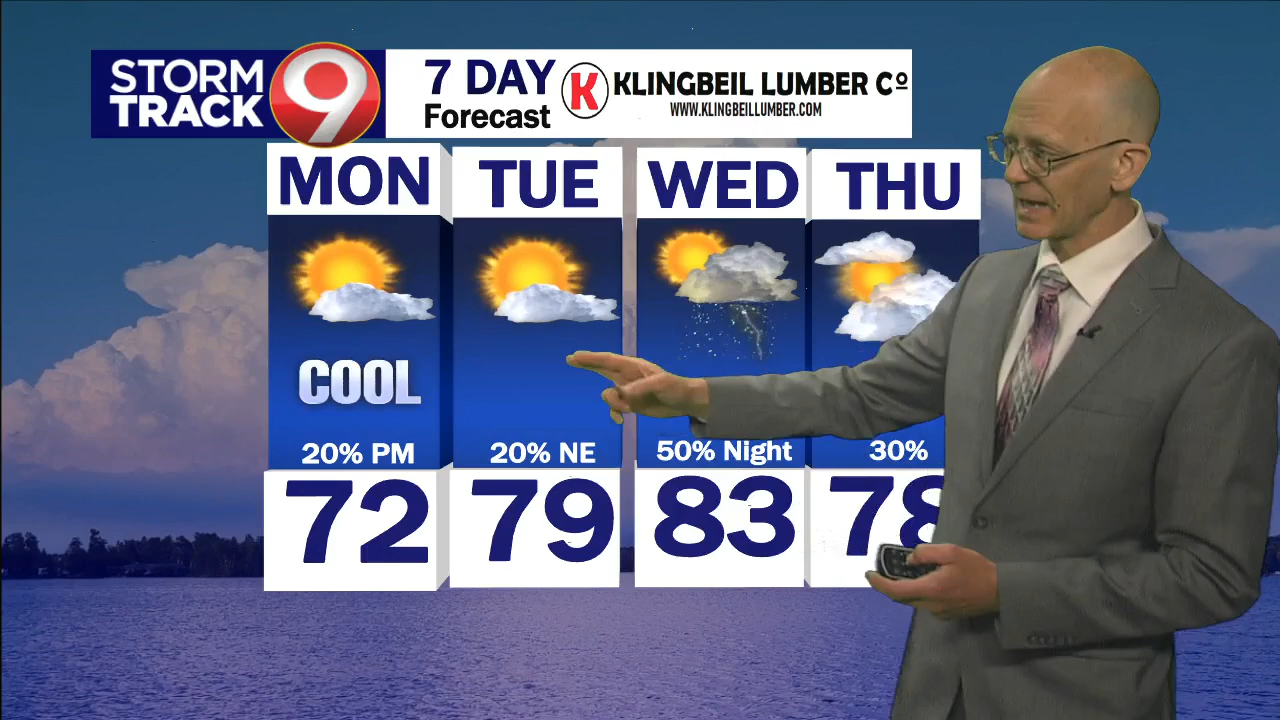 STORM
TRACK
9
7 DAY
Forecast
K
KLINGBEIL LUMBER Cº
WWW.KLINGBEILLUMBER.COM
MON
TUE
WED
THU
COOL
20% PM
20% NE
50% Night
30%
72
79
83
78